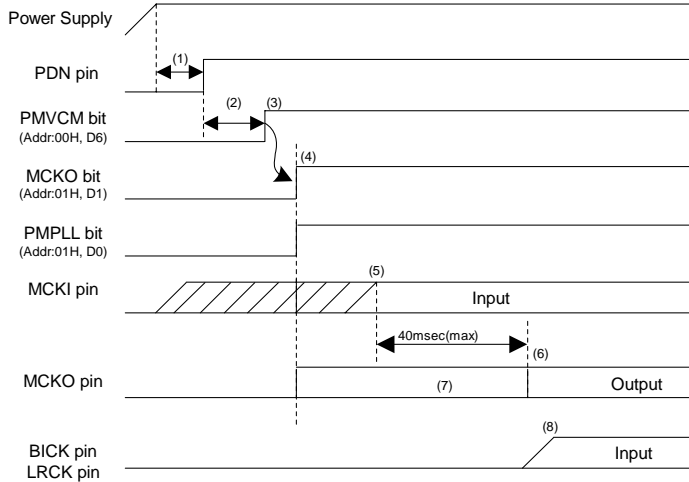 Power Supply
(1)
PDN pin
(2)
(3)
PMVCM bit
(Addr:00H, D6)
(4)
MCKO bit
(Addr:01H, D1)
PMPLL bit
(Addr:01H, D0)
(5)
MCKI pin
Input
40msec(max)
(6)
MCKO pin
(7)
Output
(8)
BICK pin
LRCK pin
Input